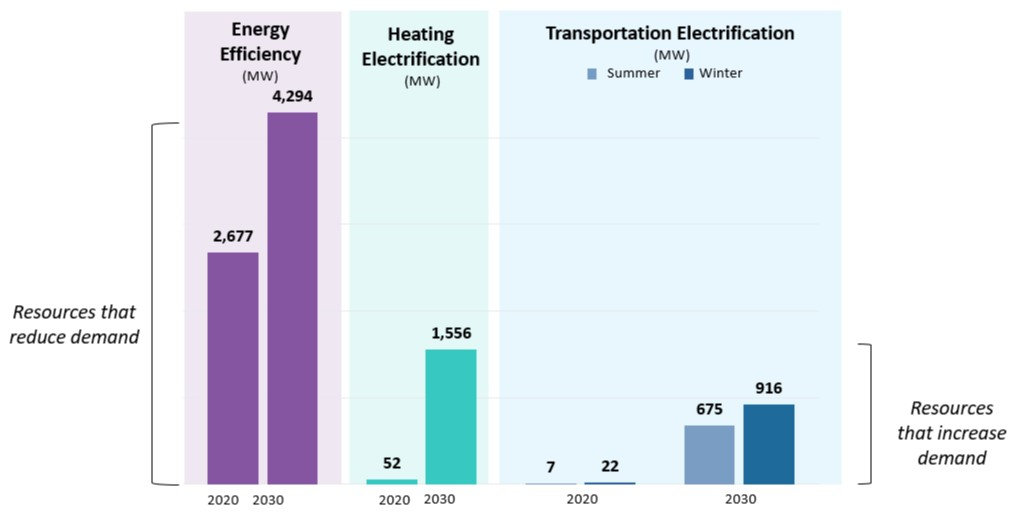 Energy
Efficiency
(MW)
4,294
2,677
2020 2030
Heating
Electrification
(MW)
1,556
52
2020 2030
Transportation Electrification
(MW)
Summer Winter
7 22
675
916
2020 2030
Resources that
reduce demand
Resources
that increase
demand